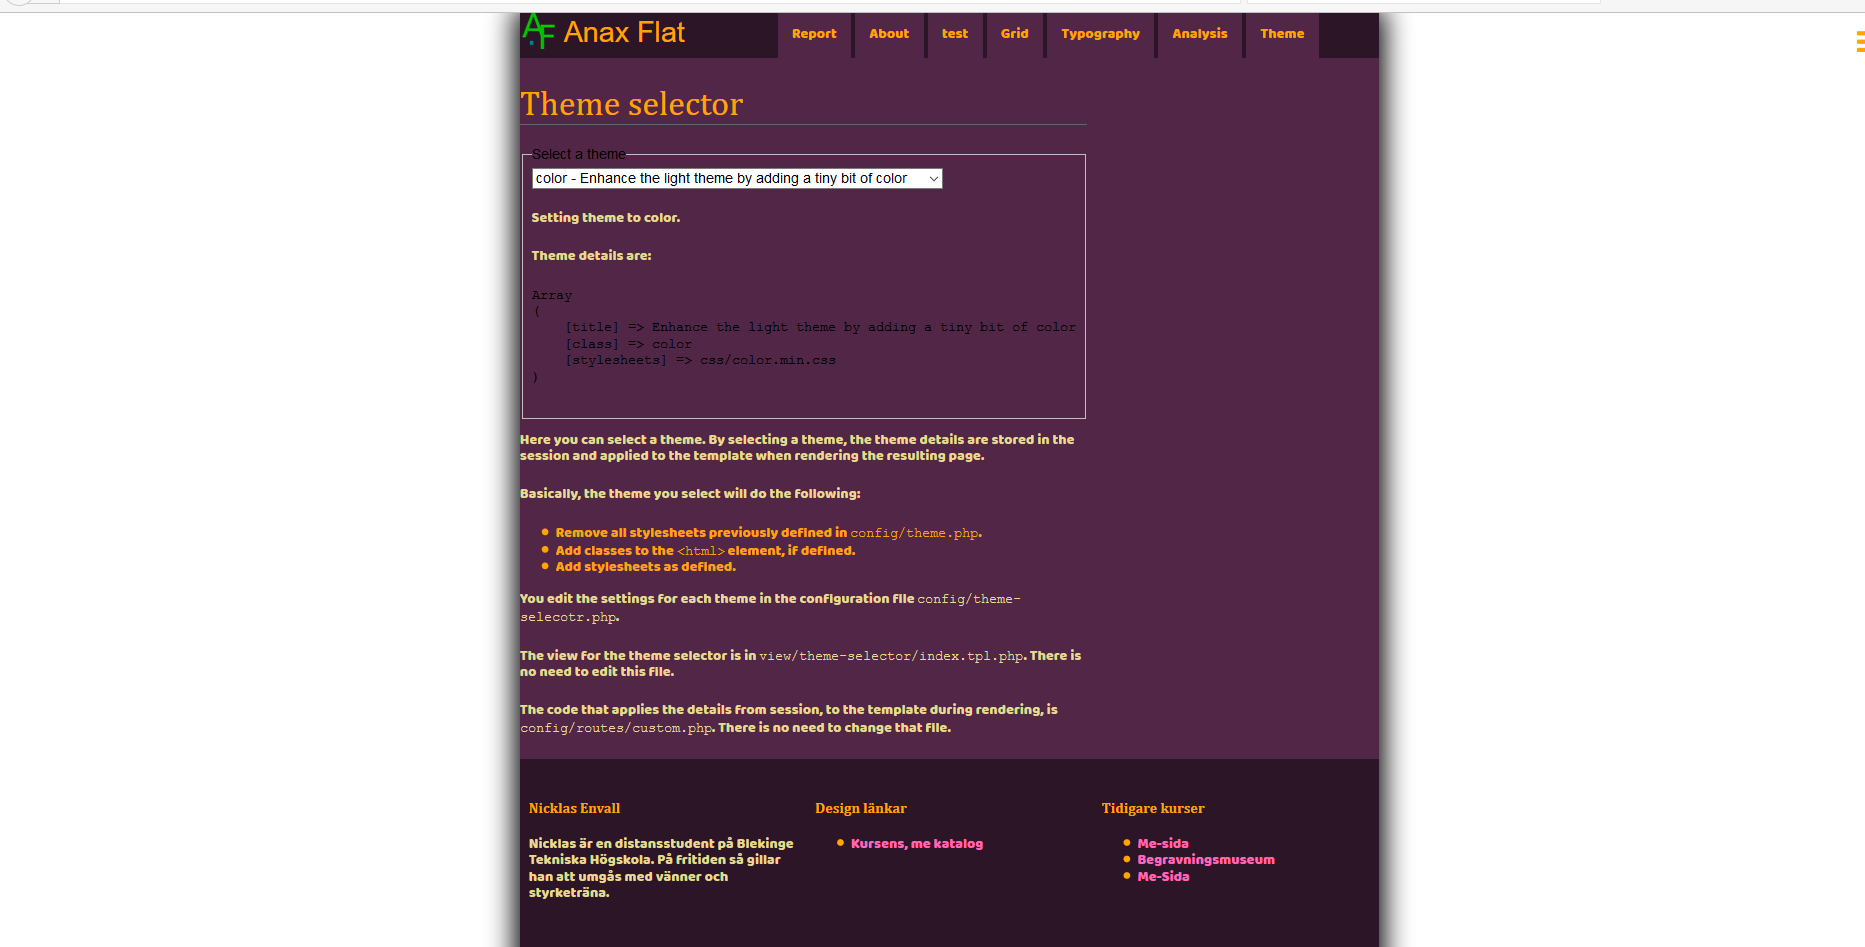 AF Anax Flat
Report About test Grid Typography Analysis Theme
Theme selector
Select a theme
color - Enhance the light theme by adding a tiny bit of color
Setting theme to color.
Theme details are:
Array
(
[title] => Enhance the light theme by adding a tiny bit of color
[class] => color
[stylesheets] => css/color.min.css
)
Here you can select a theme. By selecting a theme, the theme details are stored in the
session and applied to the template when rendering the resulting page.
Basically, the theme you select will do the following:
Remove all stylesheets previously defined in config/theme.php.
Add classes to the <html> element, if defined.
Add stylesheets as defined.
You edit the settings for each theme in the configuration file config/theme-
selecotr.php.
The view for the theme selector is in view/theme-selector/index.tpl.php. There is
no need to edit this file.
The code that applies the details from session, to the template during rendering, is
config/routes/custom.php. There is no need to change that file.
Nicklas Envall
Nicklas är en distansstudent på Blekinge
Tekniska Högskola. På fritiden så gillar
han att umgås med vänner och
styrketräna.
Design länkar
Kursens, me katalog
Tidigare kurser
Me-sida
Begravningsmuseum
Me-Sida